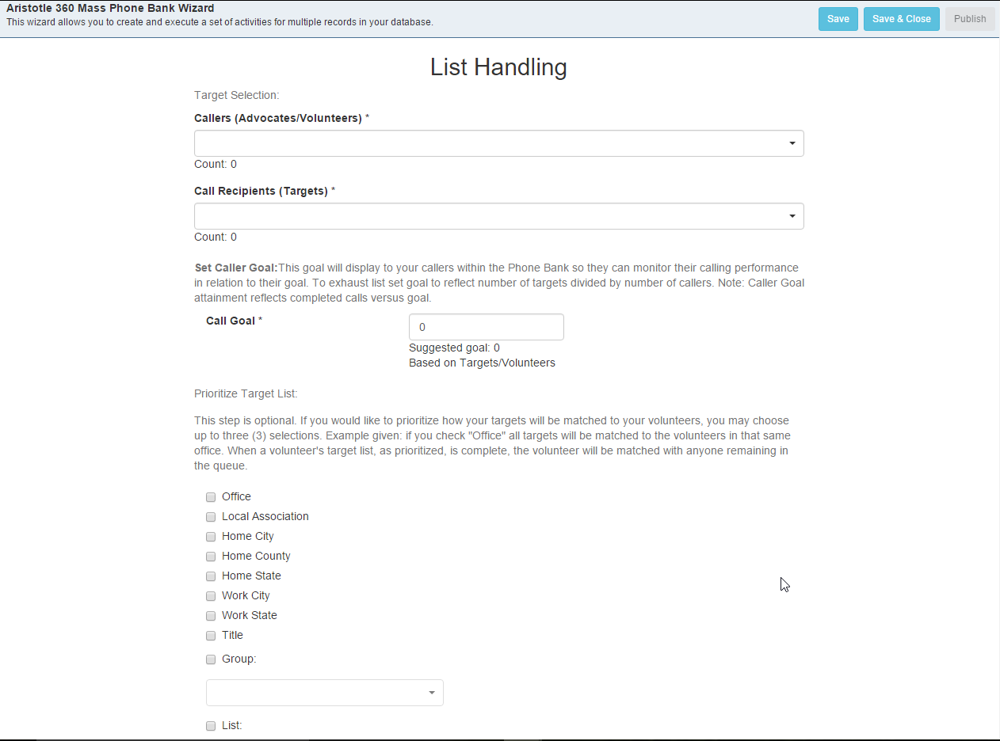 Aristotle 360 Mass Phone Bank Wizard
This wizard allows you to create and execute a set of activities for multiple records in your database.
Save
Save & Close
Publish
List Handling
Target Selection:
Callers (Advocates/Volunteers) *
Count: 0
Call Recipients (Targets) *
Count: 0
Set Caller Goal:This goal will display to your callers within the Phone Bank so they can monitor their calling performance
in relation to their goal. To exhaust list set goal to reflect number of targets divided by number of callers. Note: Caller Goal
attainment reflects completed calls versus goal.
Call Goal *
0
Suggested goal: 0
Based on Targets/Volunteers
Prioritize Target List:
This step is optional. If you would like to prioritize how your targets will be matched to your volunteers, you may choose
up to three (3) selections. Example given: if you check "Office" all targets will be matched to the volunteers in that same
office. When a volunteer's target list, as prioritized, is complete, the volunteer will be matched with anyone remaining in
the queue.
Office
Local Association
Home City
Home County
Home State
Work City
Work State
Title
Group:
List: